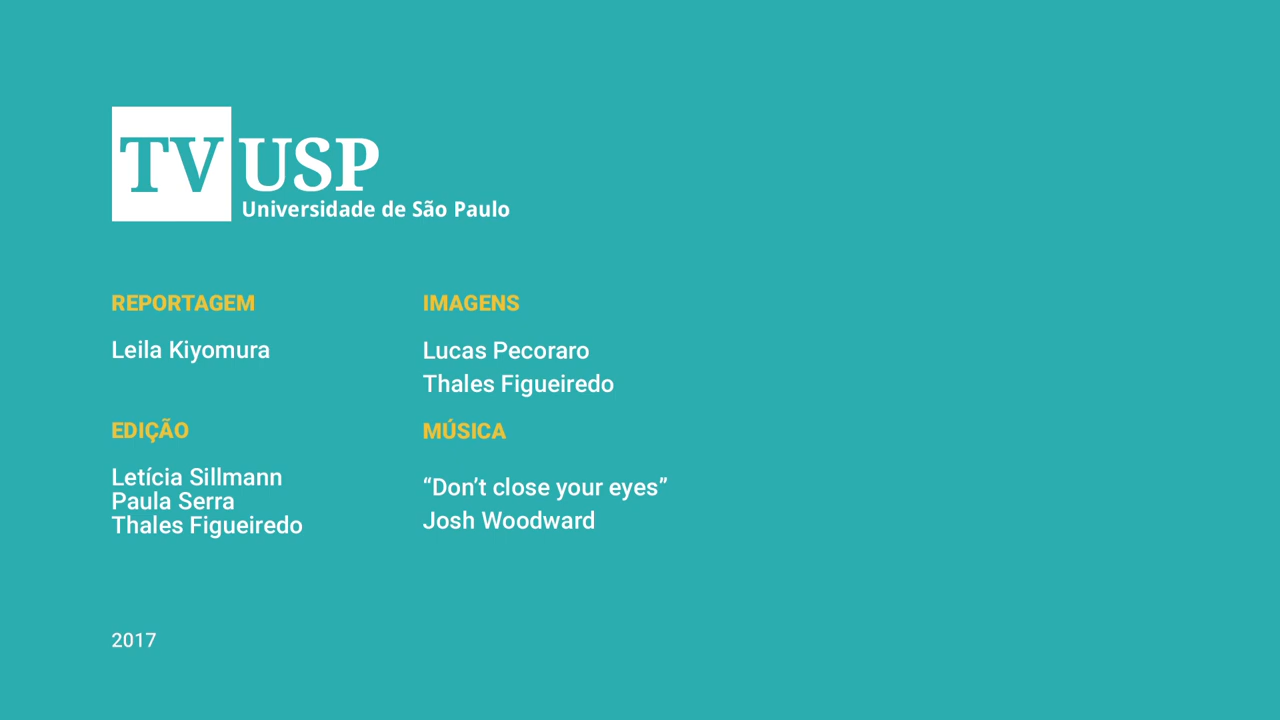 TV USP
Universidade de São Paulo
REPORTAGEM
Leila Kiyomura
IMAGENS
Lucas Pecoraro
Thales Figueiredo
EDIÇÃO
Letícia Sillmann
Paula Serra
Thales Figueiredo
MÚSICA
“Don’t close your eyes”
Josh Woodward
2017